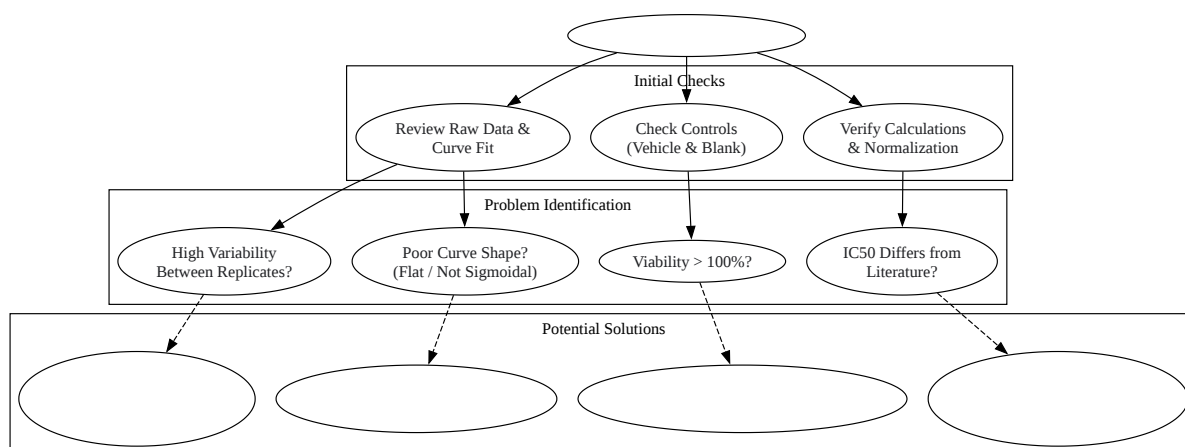 Initial Checks
Review Raw Data &
Curve Fit
Check Controls
(Vehicle & Blank)
Verify Calculations
& Normalization
Problem Identification
High Variability
Between Replicates?
Poor Curve Shape?
(Flat / Not Sigmoidal)
Viability > 100%?
IC50 Differs from
Literature?
Potential Solutions